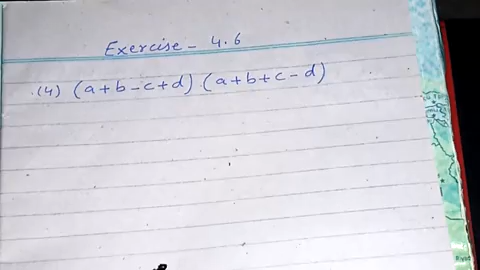 Exercise - 4.6
(4) (a+b-c+d) (a+b+c-d)